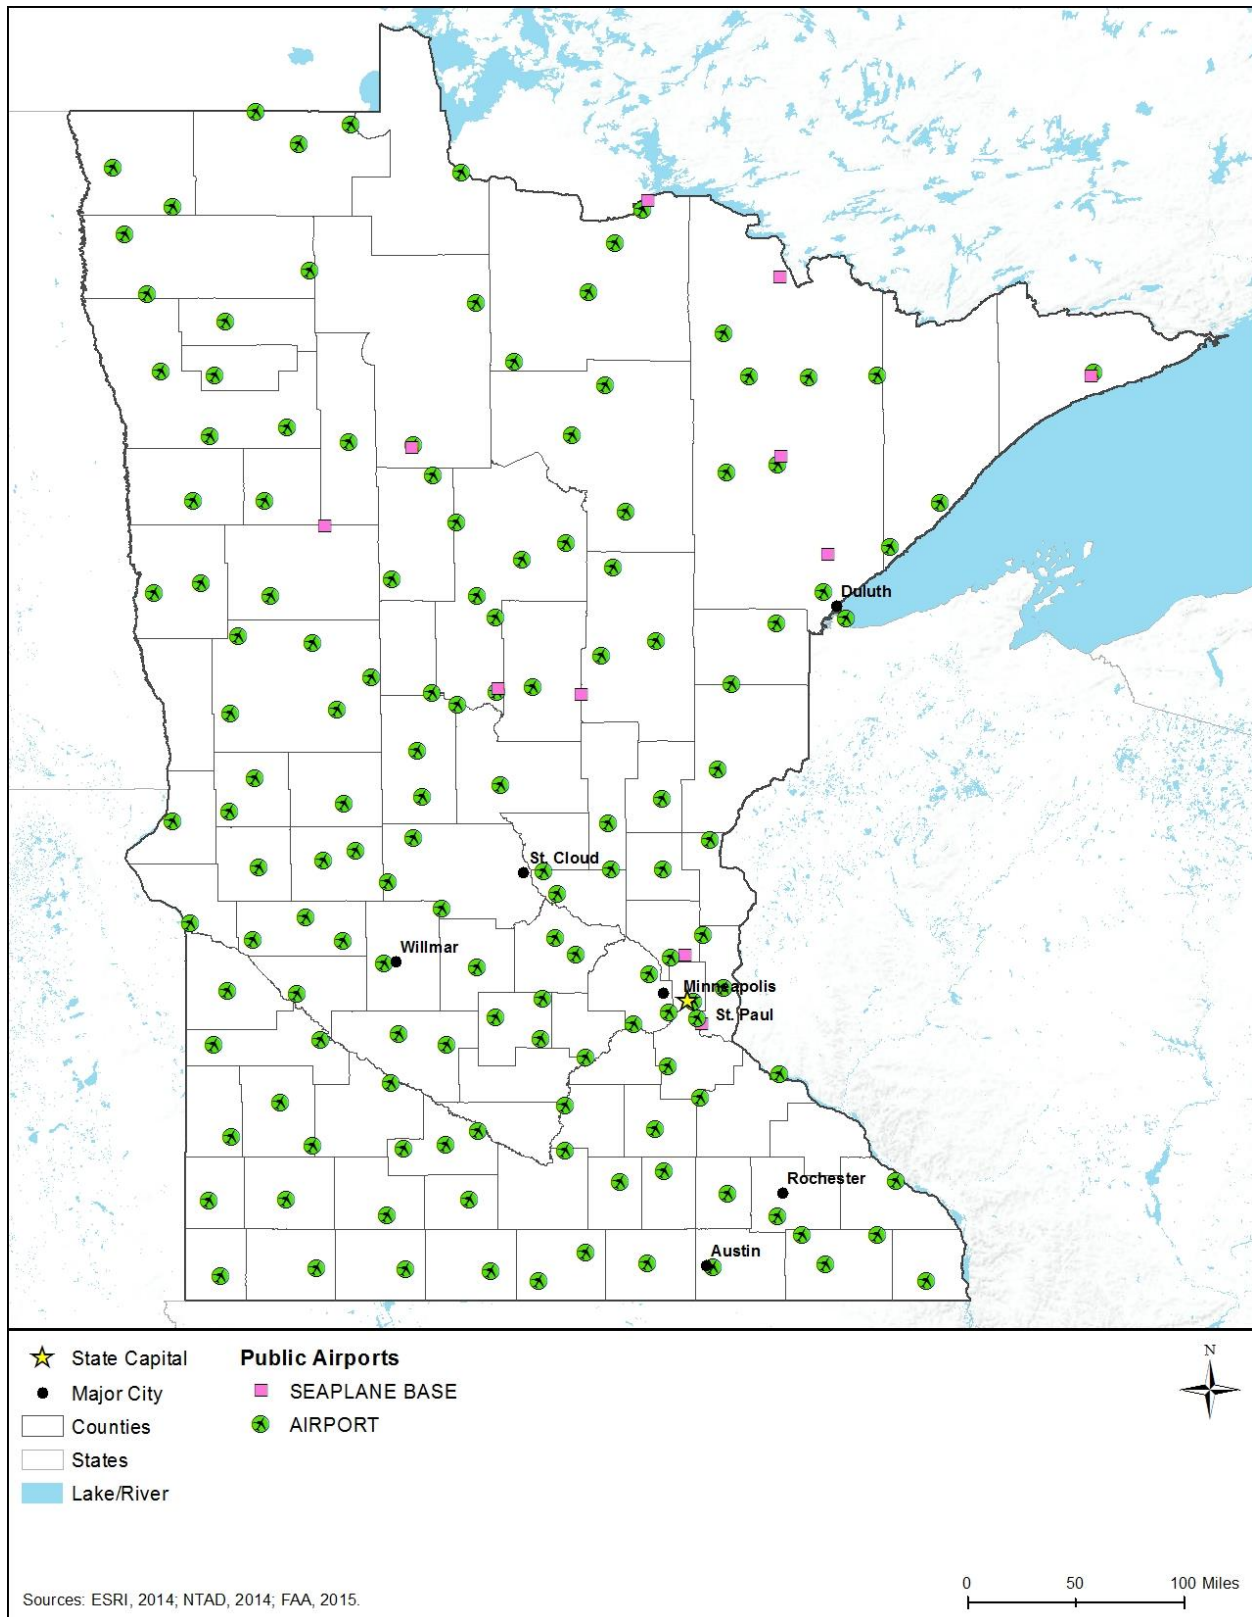 Duluth
St. Cloud
Willmar
Minneapolis
St. Paul
Rochester
Austin
State Capital
Major City
Counties
States
Lake/River
Public Airports
SEAPLANE BASE
AIRPORT
N
Sources: ESRI, 2014; NTAD, 2014; FAA, 2015.
0 50 100 Miles